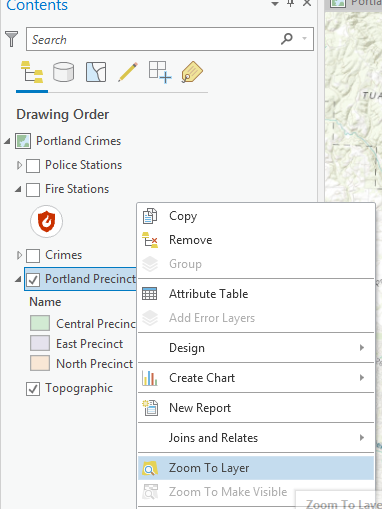 Contents
Portland
Search
Drawing Order
Portland Crimes
Police Stations
Fire Stations
Crimes
Portland Precinct
Name
Central Precinc
East Precinct
North Precinct
Topographic
Copy
Remove
Group
Attribute Table
Add Error Layers
Design
Create Chart
New Report
Joins and Relates
Zoom To Layer
Zoom To Make Visible
Zoom To Laye
TUA